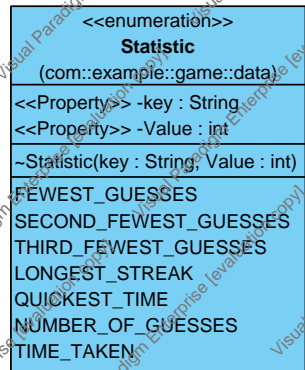 <<enumeration>>
Statistic
(com::example::game::data)
<<Property>> -key : String
<<Property>> -Value : int
~Statistic(key : String, Value : int)
FEWEST_GUESSES
SECOND_FEWEST_GUESSES
THIRD_FEWEST_GUESSES
LONGEST_STREAK
QUICKEST_TIME
NUMBER_OF_GUESSES
TIME_TAKEN